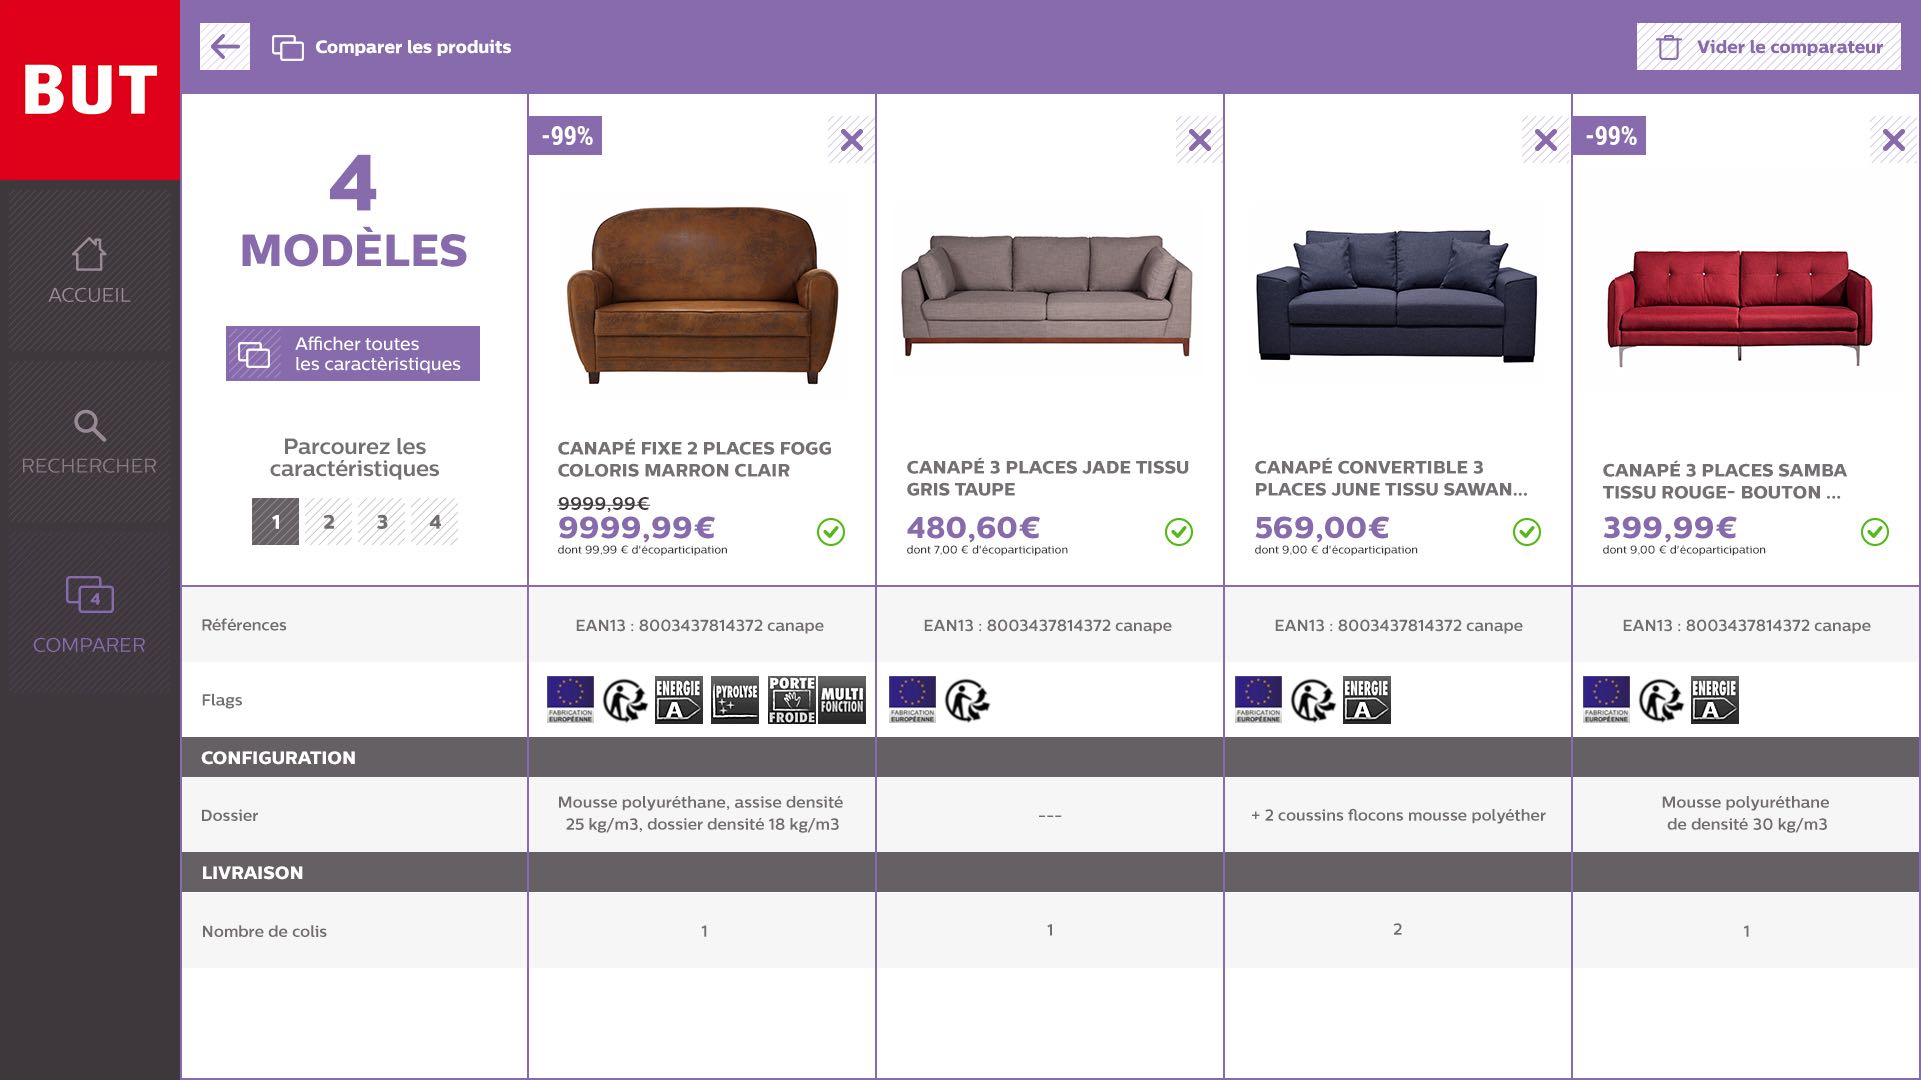 BUT
Comparer les produits
Vider le comparateur
ACCUEIL
RECHERCHER
4
COMPARER
4
MODÈLES
Afficher toutes
les caractèristiques
Parcourez les
caractéristiques
1 2 3 4
-99%
CANAPÉ FIXE 2 PLACES FOGG
COLORIS MARRON CLAIR
9999,99€
9999,99€
dont 99,99 € d'écoparticipation
CANAPÉ 3 PLACES JADE TISSU
GRIS TAUPE
480,60€
dont 7,00 € d'écoparticipation
CANAPÉ CONVERTIBLE 3
PLACES JUNE TISSU SAWAN...
569,00€
dont 9,00 € d'écoparticipation
-99%
CANAPÉ 3 PLACES SAMBA
TISSU ROUGE- BOUTON ...
399,99€
dont 9,00 € d'écoparticipation
Références
EAN13 : 8003437814372 canape
EAN13 : 8003437814372 canape
EAN13 : 8003437814372 canape
EAN13 : 8003437814372 canape
Flags
FABRICATION
EUROPÉENNE
ENERGIE
A
PYROLYSE
PORTE
FROIDE
MULTI
FONCTION
FABRICATION
EUROPÉENNE
FABRICATION
EUROPÉENNE
ENERGIE
A
FABRICATION
EUROPÉENNE
ENERGIE
A
CONFIGURATION
Dossier
Mousse polyuréthane, assise densité
25 kg/m3, dossier densité 18 kg/m3
---
+ 2 coussins flocons mousse polyéther
Mousse polyuréthane
de densité 30 kg/m3
LIVRAISON
Nombre de colis
1
1
2
1